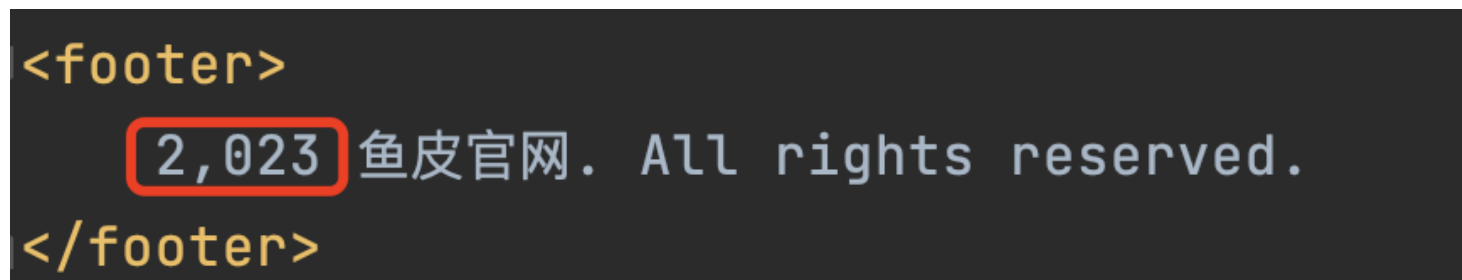 <footer>
2,023 鱼皮官网. All rights reserved.
</footer>